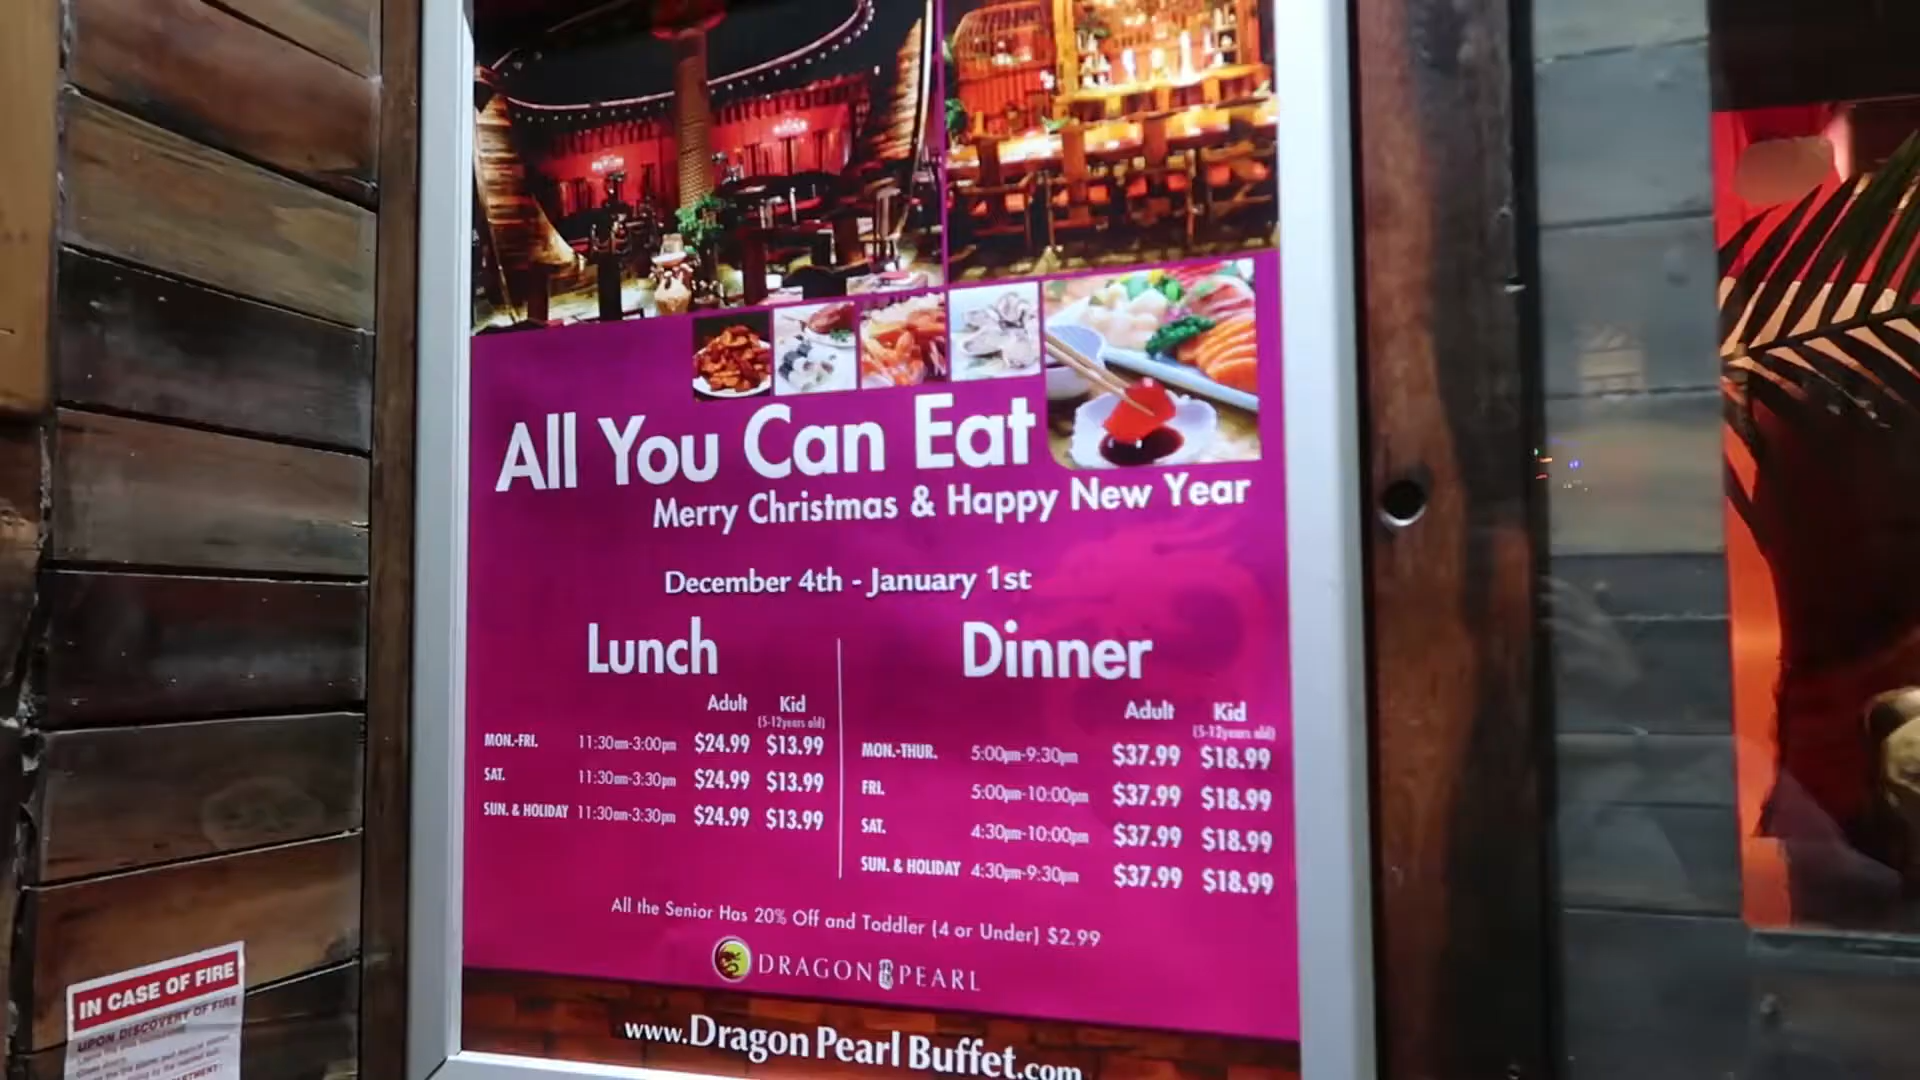 All You Can Eat
Merry Christmas & Happy New Year
December 4th - January 1st
Lunch
Adult Kid
(5-12years old)
MON.-FRI. 11:30am-3:00pm $24.99 $13.99
SAT. 11:30am-3:30pm $24.99 $13.99
SUN. & HOLIDAY 11:30am-3:30pm $24.99 $13.99
Dinner
Adult Kid
(5-12years old)
MON.-THUR. 5:00pm-9:30pm $37.99 $18.99
FRI. 5:00pm-10:00pm $37.99 $18.99
SAT. 4:30pm-10:00pm $37.99 $18.99
SUN. & HOLIDAY 4:30pm-9:30pm $37.99 $18.99
All the Senior Has 20% Off and Toddler (4 or Under) $2.99
DRAGON PEARL
www.DragonPearlBuffet.com
IN CASE OF FIRE
UPON DISCOVERY OF FIRE